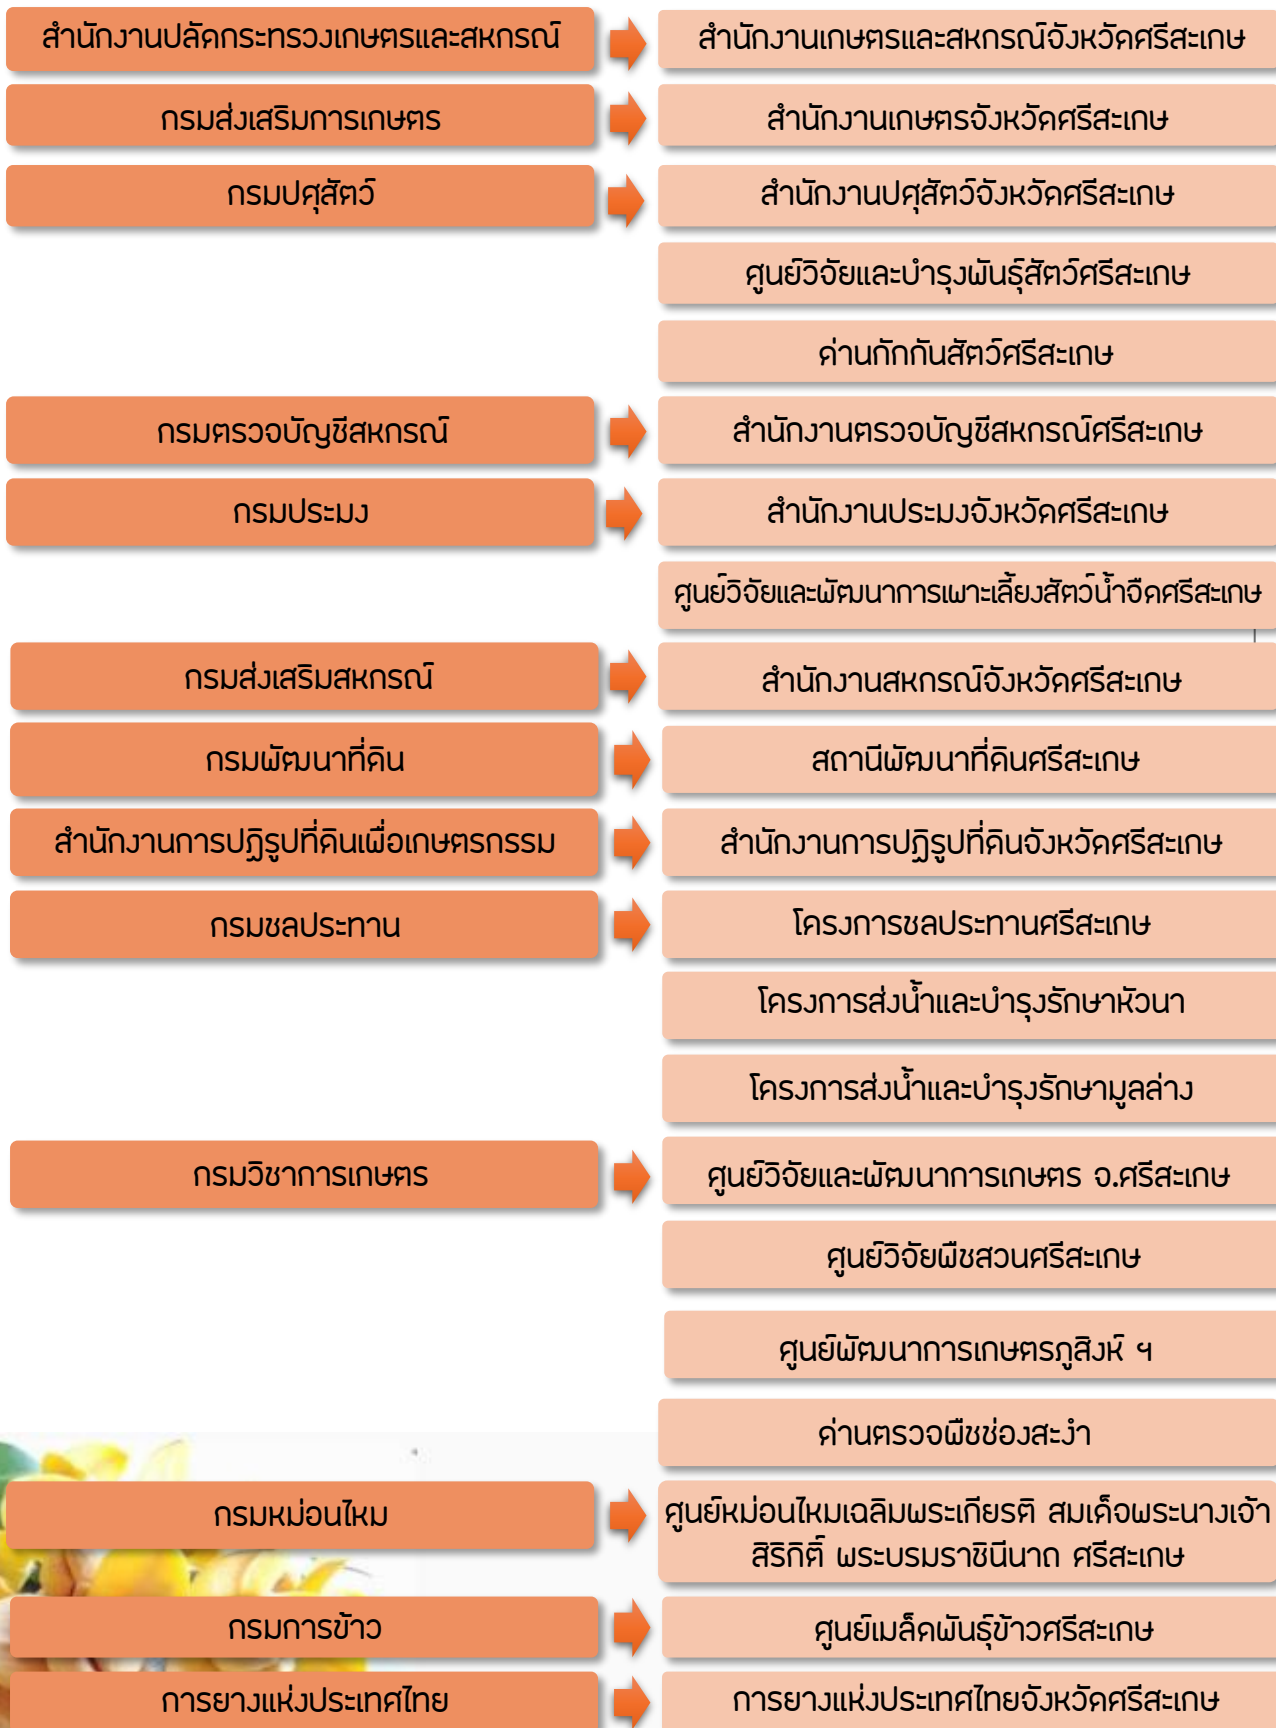 สำนักงานปลัดกระทรวงเกษตรและสหกรณ์
สำนักงานเกษตรและสหกรณ์จังหวัดศรีสะเกษ
กรมส่งเสริมการเกษตร
สำนักงานเกษตรจังหวัดศรีสะเกษ
กรมปศุสัตว์
สำนักงานปศุสัตว์จังหวัดศรีสะเกษ
ศูนย์วิจัยและบำรุงพันธุ์สัตว์ศรีสะเกษ
ด่านกักกันสัตว์ศรีสะเกษ
กรมตรวจบัญชีสหกรณ์
สำนักงานตรวจบัญชีสหกรณ์ศรีสะเกษ
กรมประมง
สำนักงานประมงจังหวัดศรีสะเกษ
ศูนย์วิจัยและพัฒนาการเพาะเลี้ยงสัตว์น้ำจืดศรีสะเกษ
กรมส่งเสริมสหกรณ์
สำนักงานสหกรณ์จังหวัดศรีสะเกษ
กรมพัฒนาที่ดิน
สถานีพัฒนาที่ดินศรีสะเกษ
สำนักงานการปฏิรูปที่ดินเพื่อเกษตรกรรม
สำนักงานการปฏิรูปที่ดินจังหวัดศรีสะเกษ
กรมชลประทาน
โครงการชลประทานศรีสะเกษ
โครงการส่งน้ำและบำรุงรักษาหัวนา
โครงการส่งน้ำและบำรุงรักษามูลล่าง
กรมวิชาการเกษตร
ศูนย์วิจัยและพัฒนาการเกษตร จ.ศรีสะเกษ
ศูนย์วิจัยพืชสวนศรีสะเกษ
ศูนย์พัฒนาการเกษตรภูสิงห์ ฯ
ด่านตรวจพืชช่องสะงำ
กรมหม่อนไหม
ศูนย์หม่อนไหมเฉลิมพระเกียรติ สมเด็จพระนางเจ้า
สิริกิติ์ พระบรมราชินีนาถ ศรีสะเกษ
กรมการข้าว
ศูนย์เมล็ดพันธุ์ข้าวศรีสะเกษ
การยางแห่งประเทศไทย
การยางแห่งประเทศไทยจังหวัดศรีสะเกษ